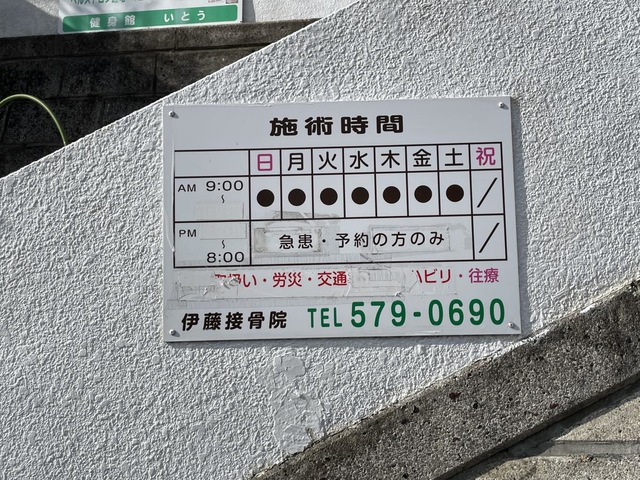 健身館 いとう
施術時間
日 月 火 水 木 金 土 祝
AM 9:00 ~ ● ● ● ● ● ● ● /
PM ~ 8:00 急患・予約の方のみ /
扱い・労災・交通 ハビリ・往療
伊藤接骨院 TEL 579-0690